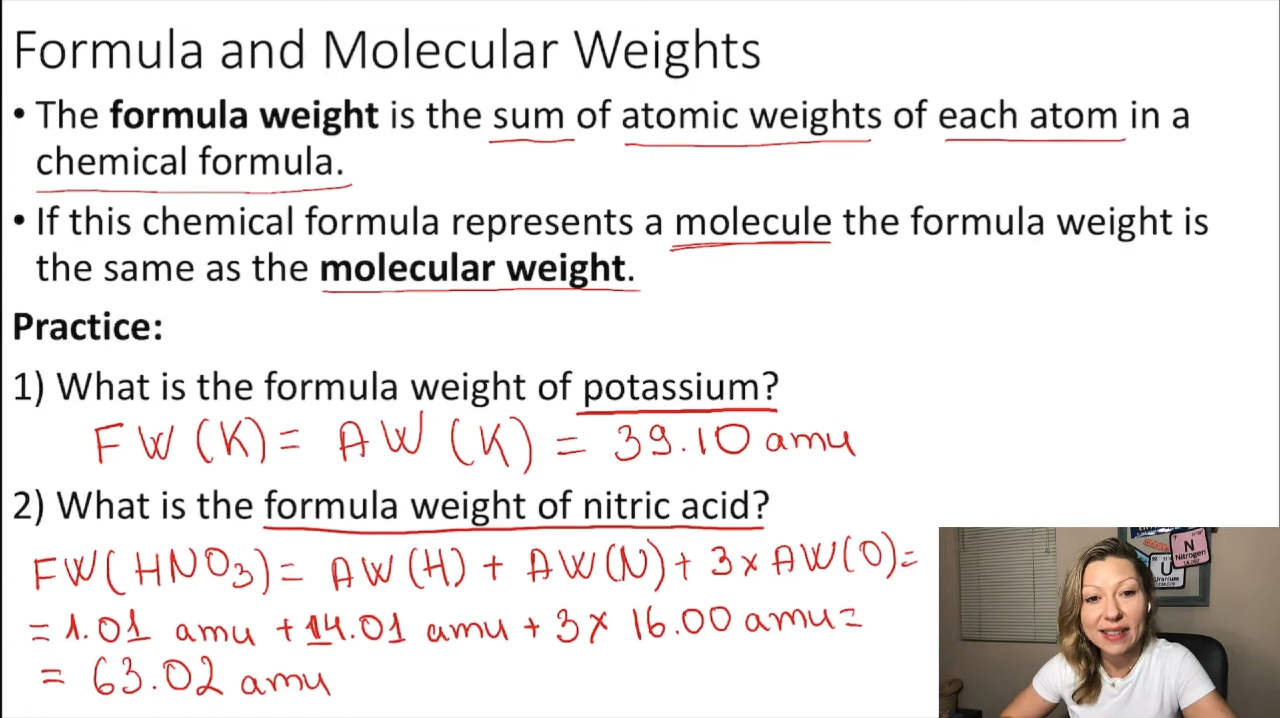 Formula and Molecular Weights
• The formula weight is the sum of atomic weights of each atom in a
chemical formula.
• If this chemical formula represents a molecule the formula weight is
the same as the molecular weight.
Practice:
1) What is the formula weight of potassium?
FW(K) = AW(K) = 39.10 amu
2) What is the formula weight of nitric acid?
FW(HNO₃) = AW(H) + AW(N) + 3×AW(O) =
= 1.01 amu + 14.01 amu + 3× 16.00 amu =
= 63.02 amu
N
Nitrogen
U
Uranium